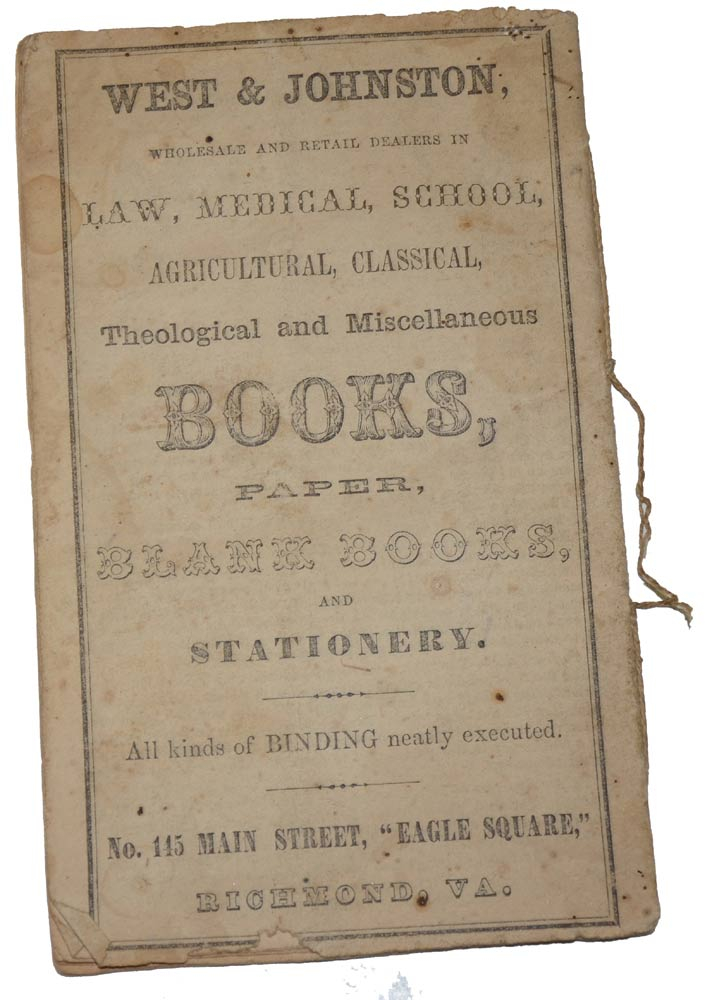 WEST & JOHNSTON,
WHOLESALE AND RETAIL DEALERS IN
LAW, MEDICAL, SCHOOL,
AGRICULTURAL, CLASSICAL,
Theological and Miscellaneous
BOOKS,
PAPER,
BLANK BOOKS,
AND
STATIONERY.
All kinds of BINDING neatly executed.
No. 145 MAIN STREET, "EAGLE SQUARE,"
RICHMOND, VA.